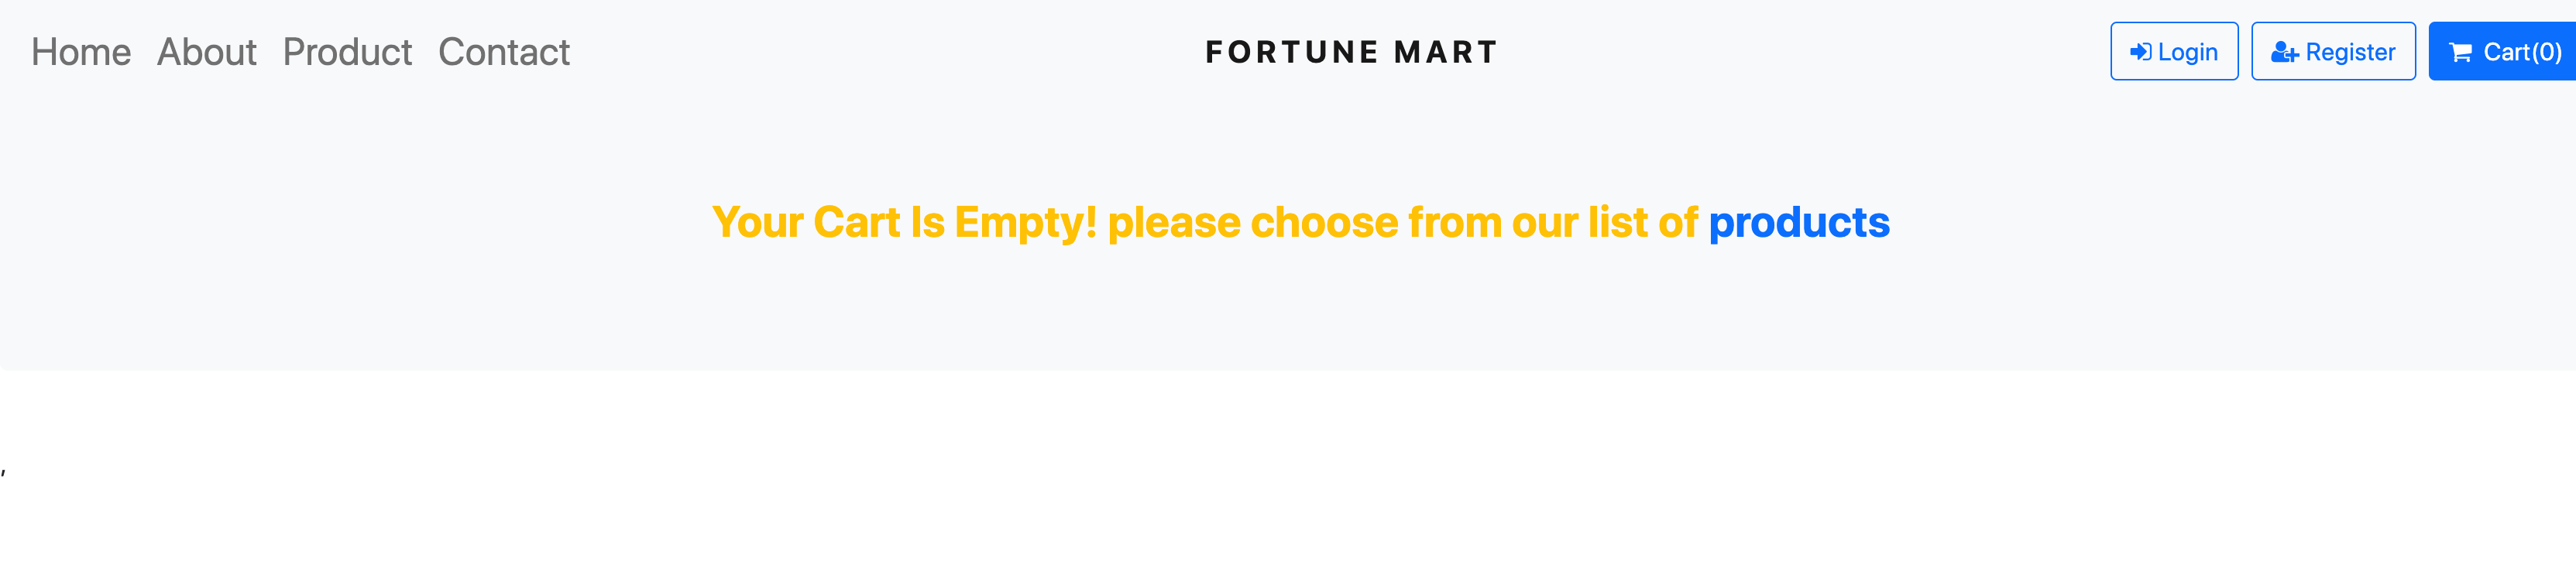 Home About Product Contact FORTUNE MART Login Register Cart(0)
Your Cart Is Empty! please choose from our list of products
,